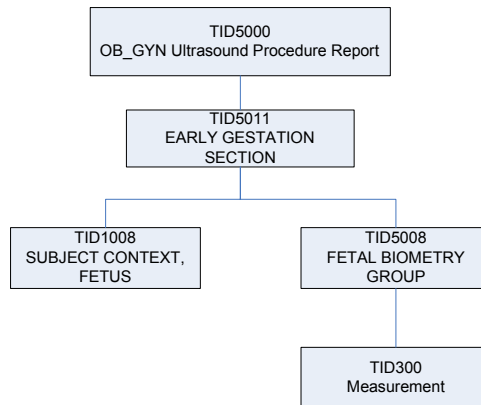 TID5000
OB_GYN Ultrasound Procedure Report
TID5011
EARLY GESTATION
SECTION
TID1008
SUBJECT CONTEXT,
FETUS
TID5008
FETAL BIOMETRY
GROUP
TID300
Measurement